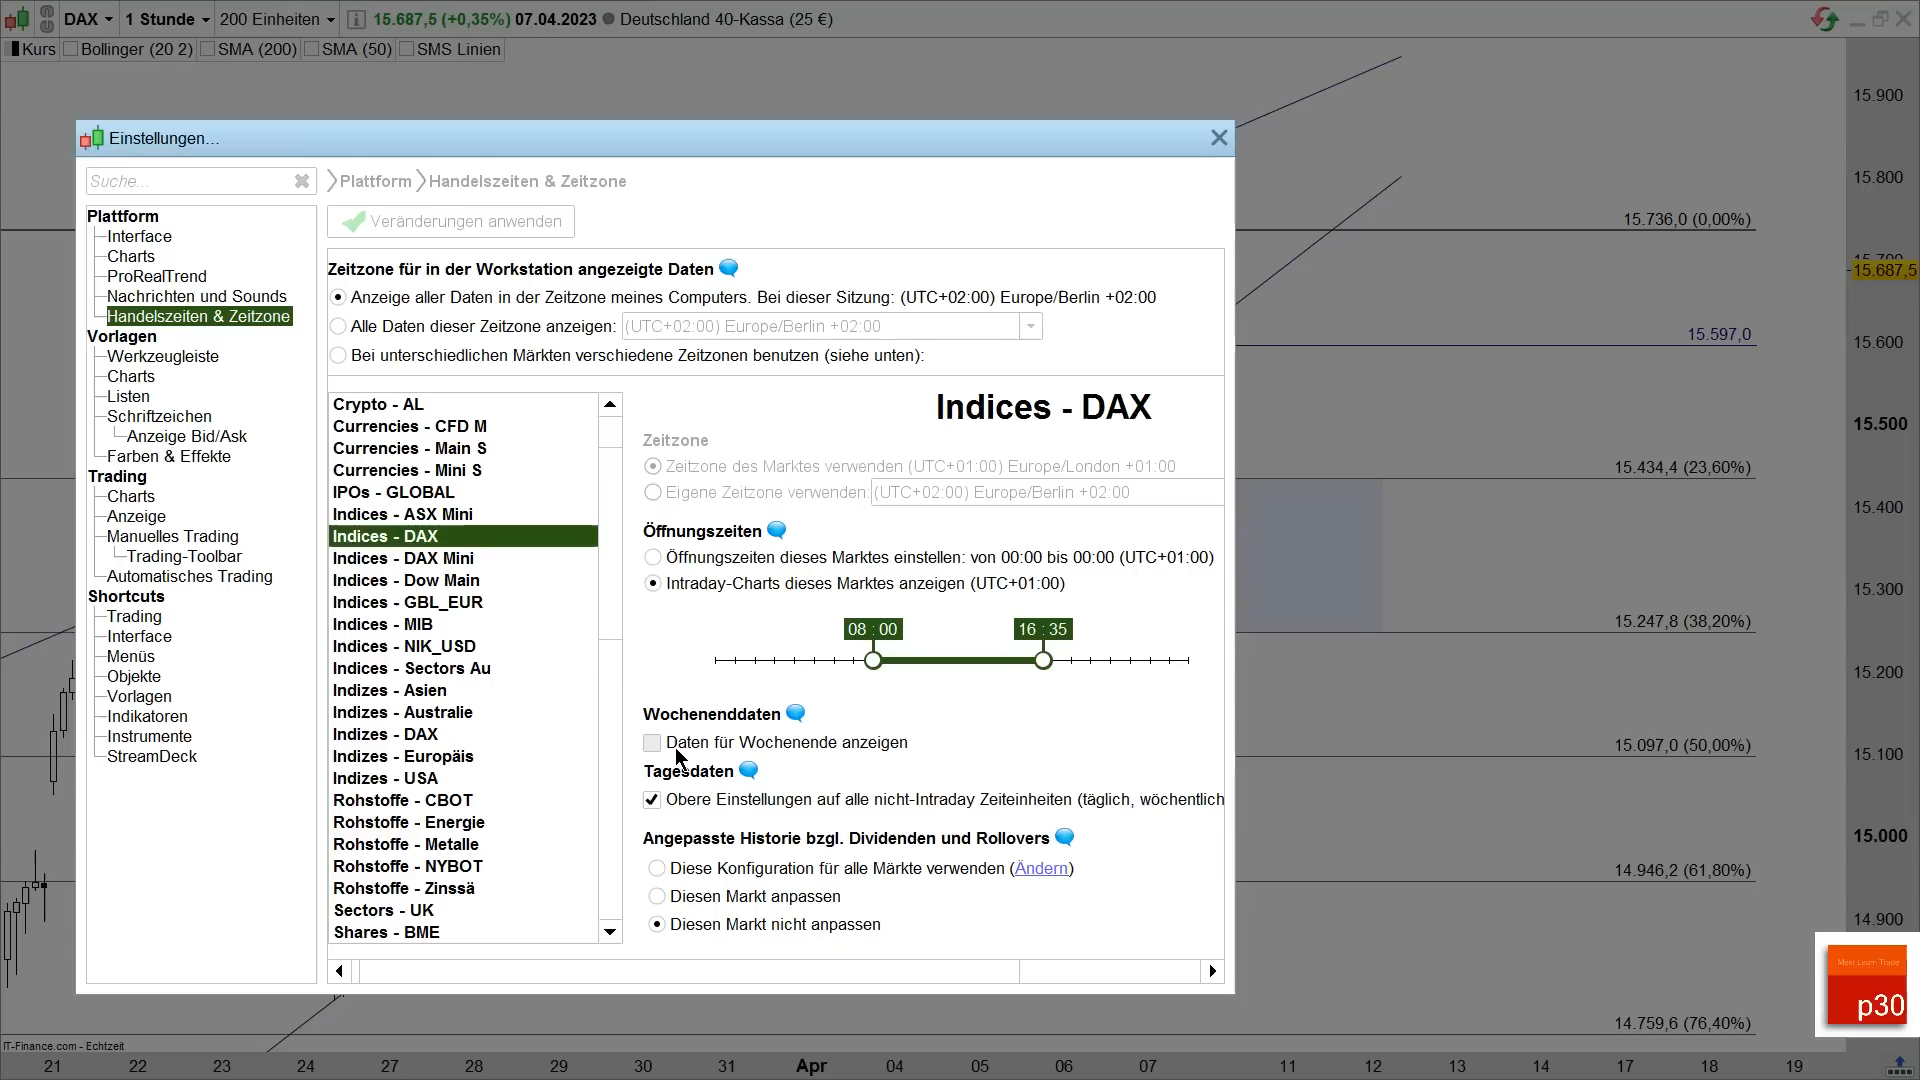 DAX 1 Stunde 200 Einheiten 15.687,5 (+0,35%) 07.04.2023 Deutschland 40-Kassa (25 €)
Kurs Bollinger (20 2) SMA (200) SMA (50) SMS Linien
Einstellungen...
Suche...
Plattform Handelszeiten & Zeitzone
Plattform
Interface
Charts
ProRealTrend
Nachrichten und Sounds
Handelszeiten & Zeitzone
Vorlagen
Werkzeugleiste
Charts
Listen
Schriftzeichen
Anzeige Bid/Ask
Farben & Effekte
Trading
Charts
Anzeige
Manuelles Trading
Trading-Toolbar
Automatisches Trading
Shortcuts
Trading
Interface
Menüs
Objekte
Vorlagen
Indikatoren
Instrumente
StreamDeck
Veränderungen anwenden
Zeitzone für in der Workstation angezeigte Daten
Anzeige aller Daten in der Zeitzone meines Computers. Bei dieser Sitzung: (UTC+02:00) Europe/Berlin +02:00
Alle Daten dieser Zeitzone anzeigen: (UTC+02:00) Europe/Berlin +02:00
Bei unterschiedlichen Märkten verschiedene Zeitzonen benutzen (siehe unten):
Crypto - AL
Currencies - CFD M
Currencies - Main S
Currencies - Mini S
IPOs - GLOBAL
Indices - ASX Mini
Indices - DAX
Indices - DAX Mini
Indices - Dow Main
Indices - GBL_EUR
Indices - MIB
Indices - NIK_USD
Indices - Sectors Au
Indizes - Asien
Indizes - Australie
Indizes - DAX
Indizes - Europäis
Indizes - USA
Rohstoffe - CBOT
Rohstoffe - Energie
Rohstoffe - Metalle
Rohstoffe - NYBOT
Rohstoffe - Zinssä
Sectors - UK
Shares - BME
Indices - DAX
Zeitzone
Zeitzone des Marktes verwenden (UTC+01:00) Europe/London +01:00
Eigene Zeitzone verwenden: (UTC+02:00) Europe/Berlin +02:00
Öffnungszeiten
Öffnungszeiten dieses Marktes einstellen: von 00:00 bis 00:00 (UTC+01:00)
Intraday-Charts dieses Marktes anzeigen (UTC+01:00)
08 : 00 16 : 35
Wochenenddaten
Daten für Wochenende anzeigen
Tagesdaten
Obere Einstellungen auf alle nicht-Intraday Zeiteinheiten (täglich, wöchentlich
Angepasste Historie bzgl. Dividenden und Rollovers
Diese Konfiguration für alle Märkte verwenden (Ändern)
Diesen Markt anpassen
Diesen Markt nicht anpassen
15.736,0 (0,00%)
15.597,0
15.434,4 (23,60%)
15.247,8 (38,20%)
15.097,0 (50,00%)
14.946,2 (61,80%)
14.759,6 (76,40%)
15.900
15.800
15.700
15.687,5
15.600
15.500
15.400
15.300
15.200
15.100
15.000
14.900
Meet Learn Trade
p30
IT-Finance.com - Echtzeit
21 22 23 24 27 28 29 30 31 Apr 04 05 06 07 11 12 13 14 17 18 19